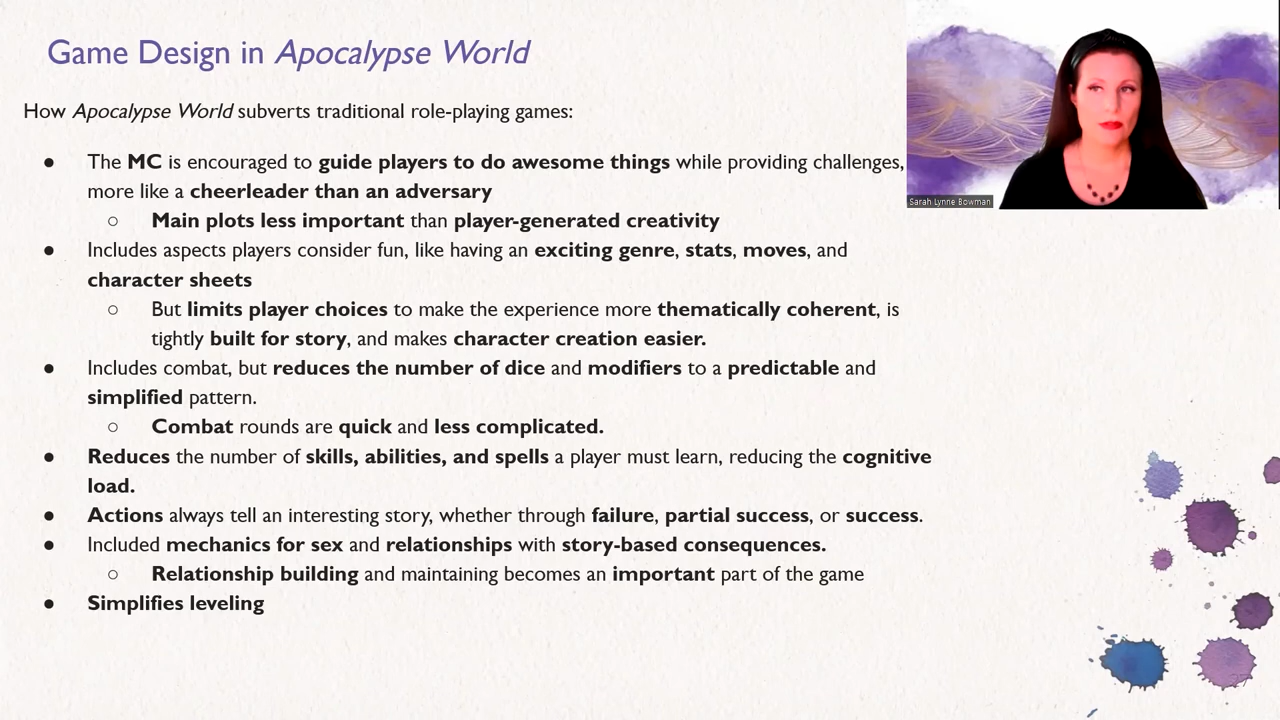 Game Design in Apocalypse World
How Apocalypse World subverts traditional role-playing games:
● The MC is encouraged to guide players to do awesome things while providing challenges,
more like a cheerleader than an adversary
○ Main plots less important than player-generated creativity
● Includes aspects players consider fun, like having an exciting genre, stats, moves, and
character sheets
○ But limits player choices to make the experience more thematically coherent, is
tightly built for story, and makes character creation easier.
● Includes combat, but reduces the number of dice and modifiers to a predictable and
simplified pattern.
○ Combat rounds are quick and less complicated.
● Reduces the number of skills, abilities, and spells a player must learn, reducing the cognitive
load.
● Actions always tell an interesting story, whether through failure, partial success, or success.
● Included mechanics for sex and relationships with story-based consequences.
○ Relationship building and maintaining becomes an important part of the game
● Simplifies leveling
Sarah Lynne Bowman